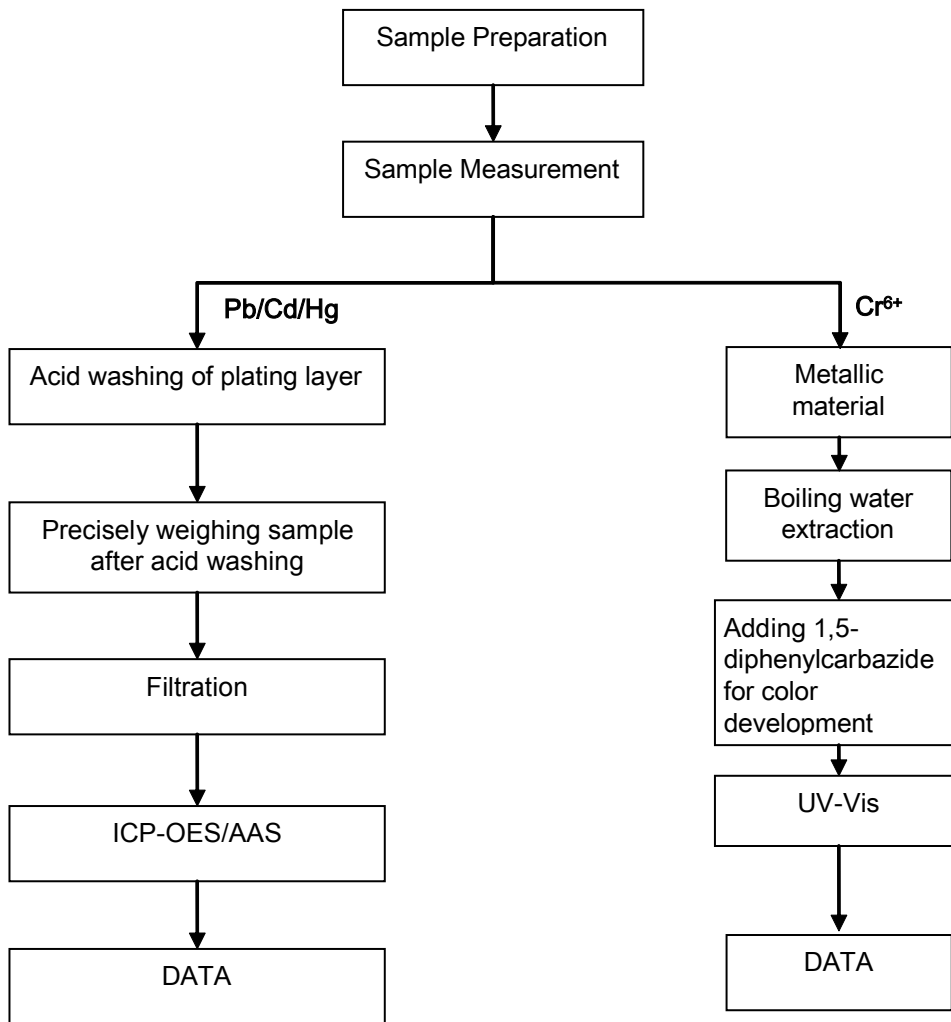 Sample Preparation
Sample Measurement
Pb/Cd/Hg
Acid washing of plating layer
Precisely weighing sample
after acid washing
Filtration
ICP-OES/AAS
DATA
Cr⁶⁺
Metallic
material
Boiling water
extraction
Adding 1,5-
diphenylcarbazide
for color
development
UV-Vis
DATA